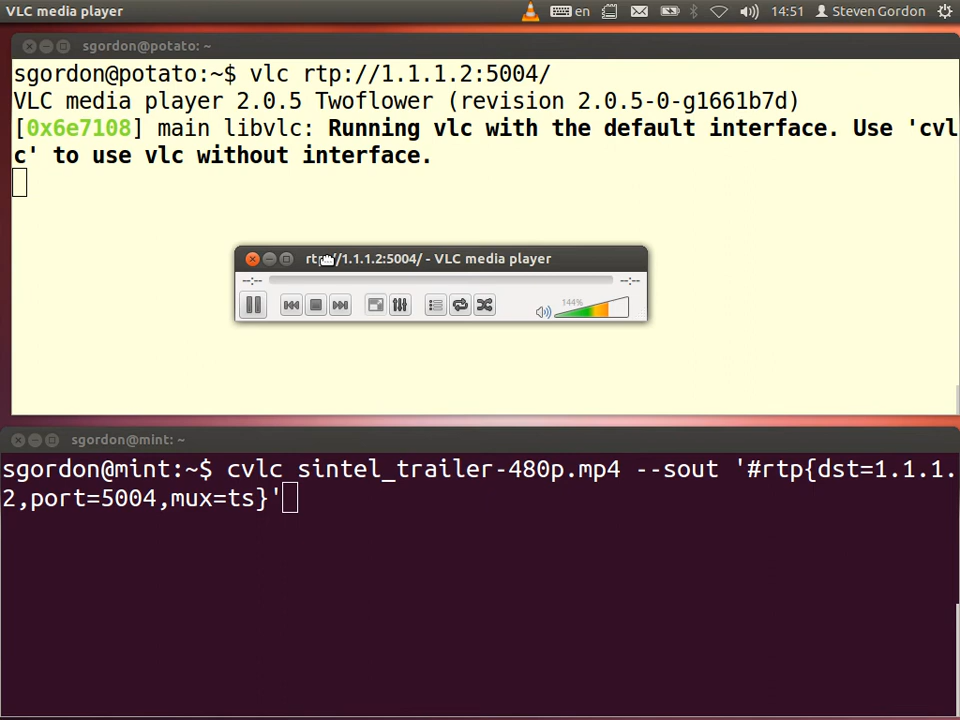 VLC media player
en
14:51
Steven Gordon
sgordon@potato: ~
sgordon@potato:~$ vlc rtp://1.1.1.2:5004/
VLC media player 2.0.5 Twoflower (revision 2.0.5-0-g1661b7d)
[0x6e7108] main libvlc: Running vlc with the default interface. Use 'cvl
c' to use vlc without interface.
rtp://1.1.1.2:5004/ - VLC media player
--:--
--:--
144%
sgordon@mint: ~
sgordon@mint:~$ cvlc sintel_trailer-480p.mp4 --sout '#rtp{dst=1.1.1.
2,port=5004,mux=ts}'